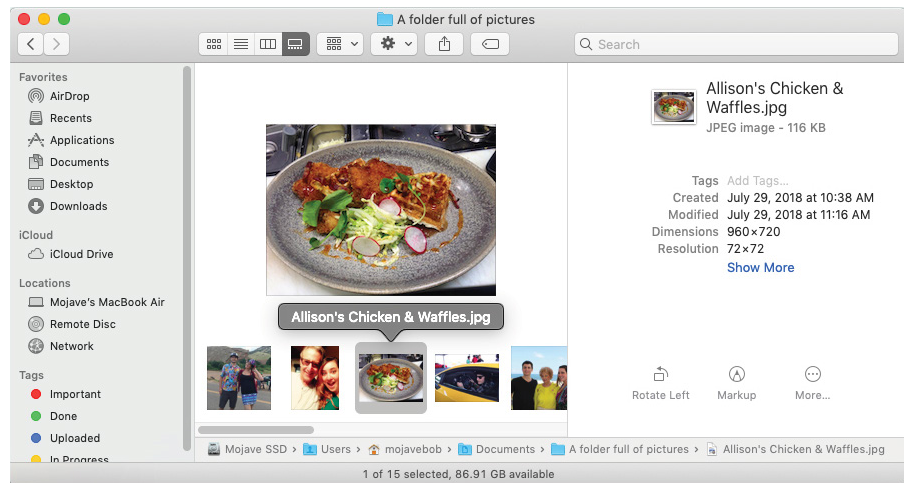 A folder full of pictures
Search
Favorites
AirDrop
Recents
Applications
Documents
Desktop
Downloads
iCloud
iCloud Drive
Locations
Mojave's MacBook Air
Remote Disc
Network
Tags
Important
Done
Uploaded
In Progress
Allison's Chicken & Waffles.jpg
Allison's Chicken &
Waffles.jpg
JPEG image - 116 KB
Tags Add Tags...
Created July 29, 2018 at 10:38 AM
Modified July 29, 2018 at 11:16 AM
Dimensions 960×720
Resolution 72×72
Show More
Rotate Left Markup More...
Mojave SSD › Users › mojavebob › Documents › A folder full of pictures › Allison's Chicken & Waffles.jpg
1 of 15 selected, 86.91 GB available